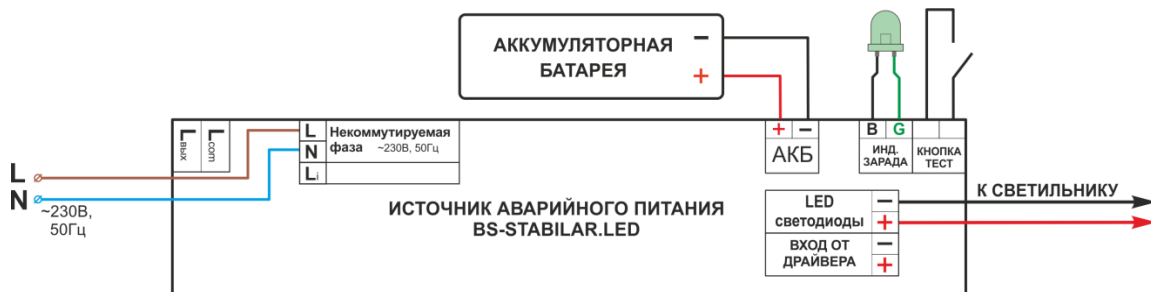 АККУМУЛЯТОРНАЯ −
БАТАРЕЯ +
Lвых
Lcom
L Некоммутируемая
N фаза ~230В, 50Гц
Li
+ −
АКБ
B G
ИНД.
ЗАРАДА
КНОПКА
ТЕСТ
L
N
~230В,
50Гц
ИСТОЧНИК АВАРИЙНОГО ПИТАНИЯ
BS-STABILAR.LED
LED −
светодиоды +
ВХОД ОТ −
ДРАЙВЕРА +
К СВЕТИЛЬНИКУ